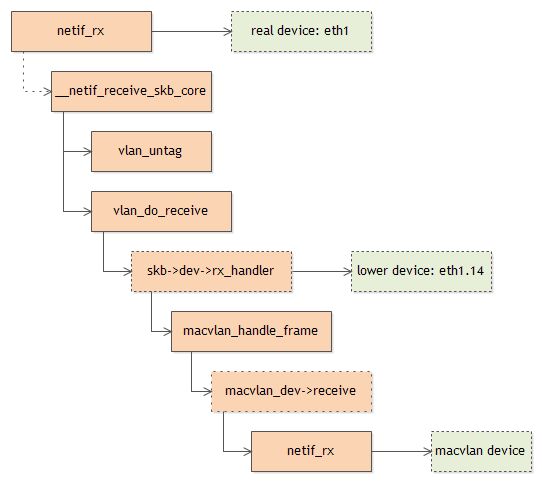 netif_rx
real device: eth1
__netif_receive_skb_core
vlan_untag
vlan_do_receive
skb->dev->rx_handler
lower device: eth1.14
macvlan_handle_frame
macvlan_dev->receive
netif_rx
macvlan device